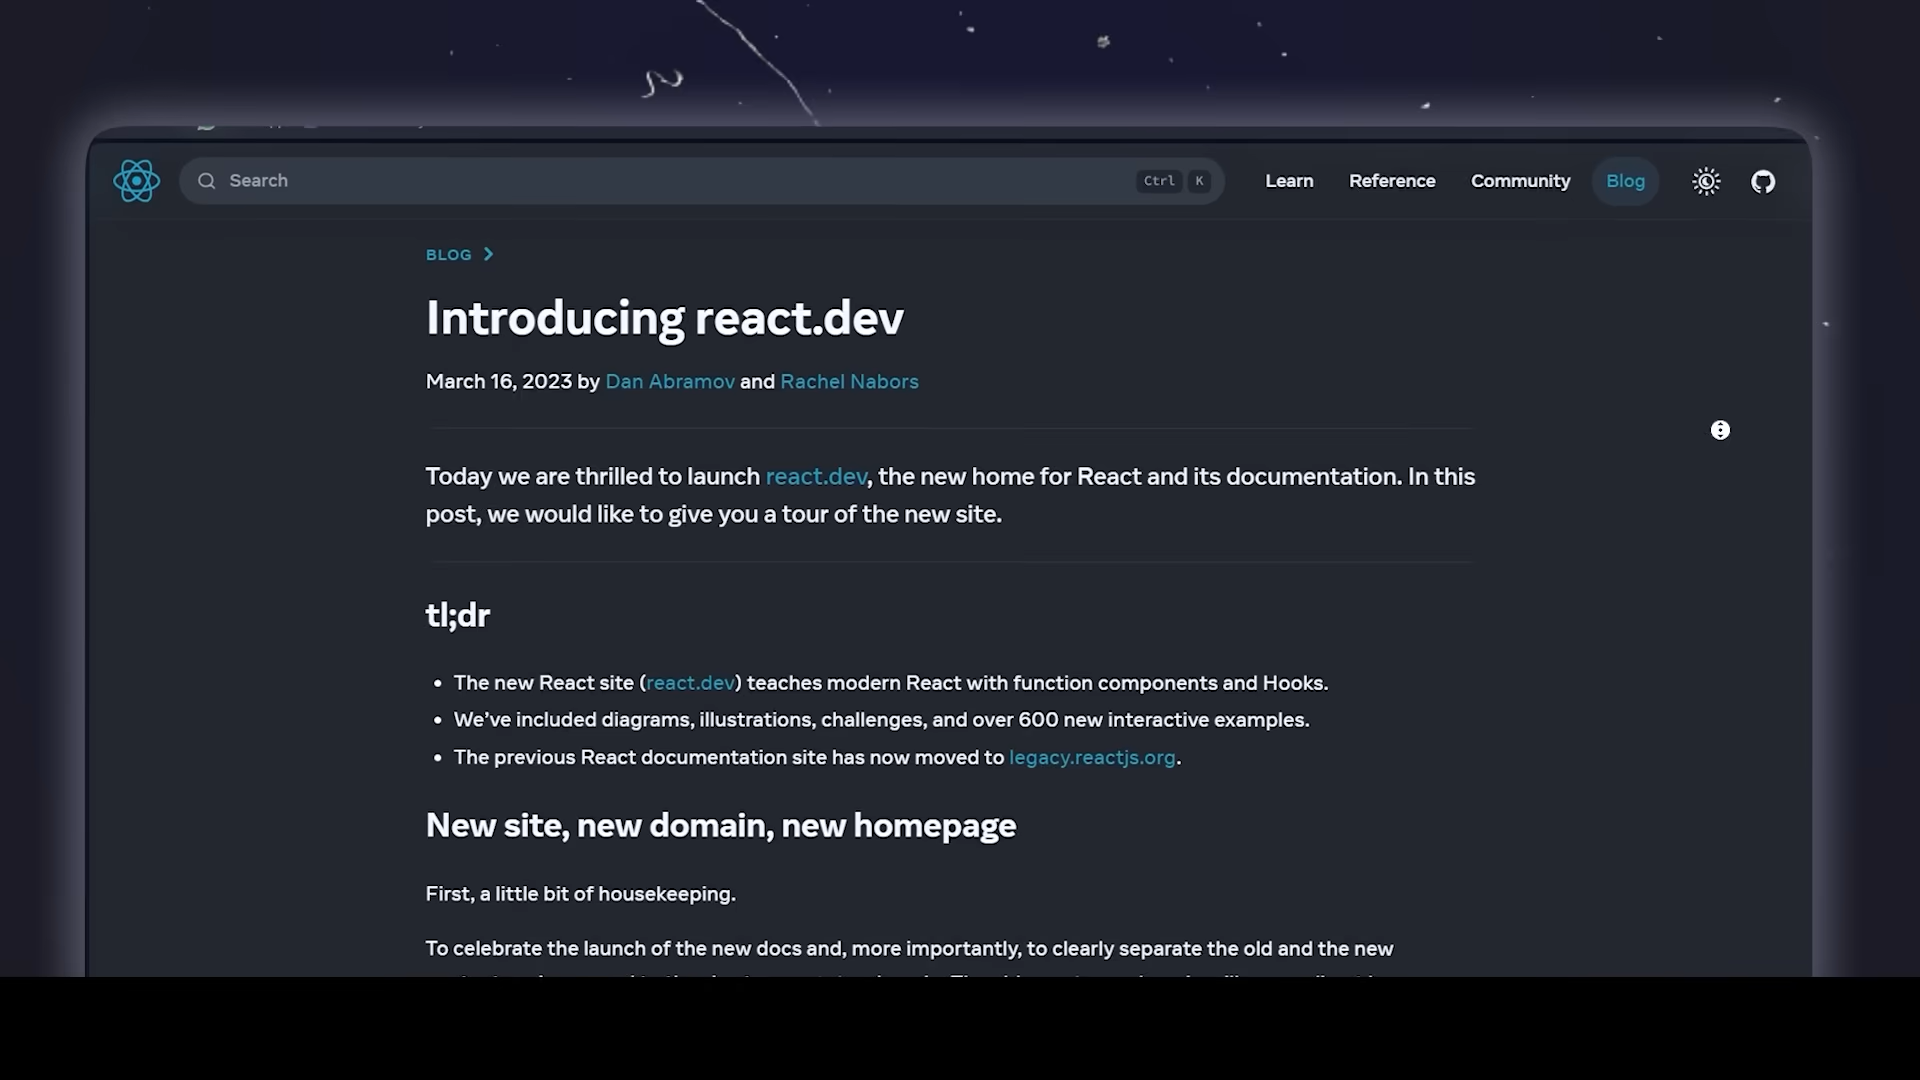 Search
Ctrl K
Learn
Reference
Community
Blog
BLOG
Introducing react.dev
March 16, 2023 by Dan Abramov and Rachel Nabors
Today we are thrilled to launch react.dev, the new home for React and its documentation. In this
post, we would like to give you a tour of the new site.
tl;dr
• The new React site (react.dev) teaches modern React with function components and Hooks.
• We’ve included diagrams, illustrations, challenges, and over 600 new interactive examples.
• The previous React documentation site has now moved to legacy.reactjs.org.
New site, new domain, new homepage
First, a little bit of housekeeping.
To celebrate the launch of the new docs and, more importantly, to clearly separate the old and the new